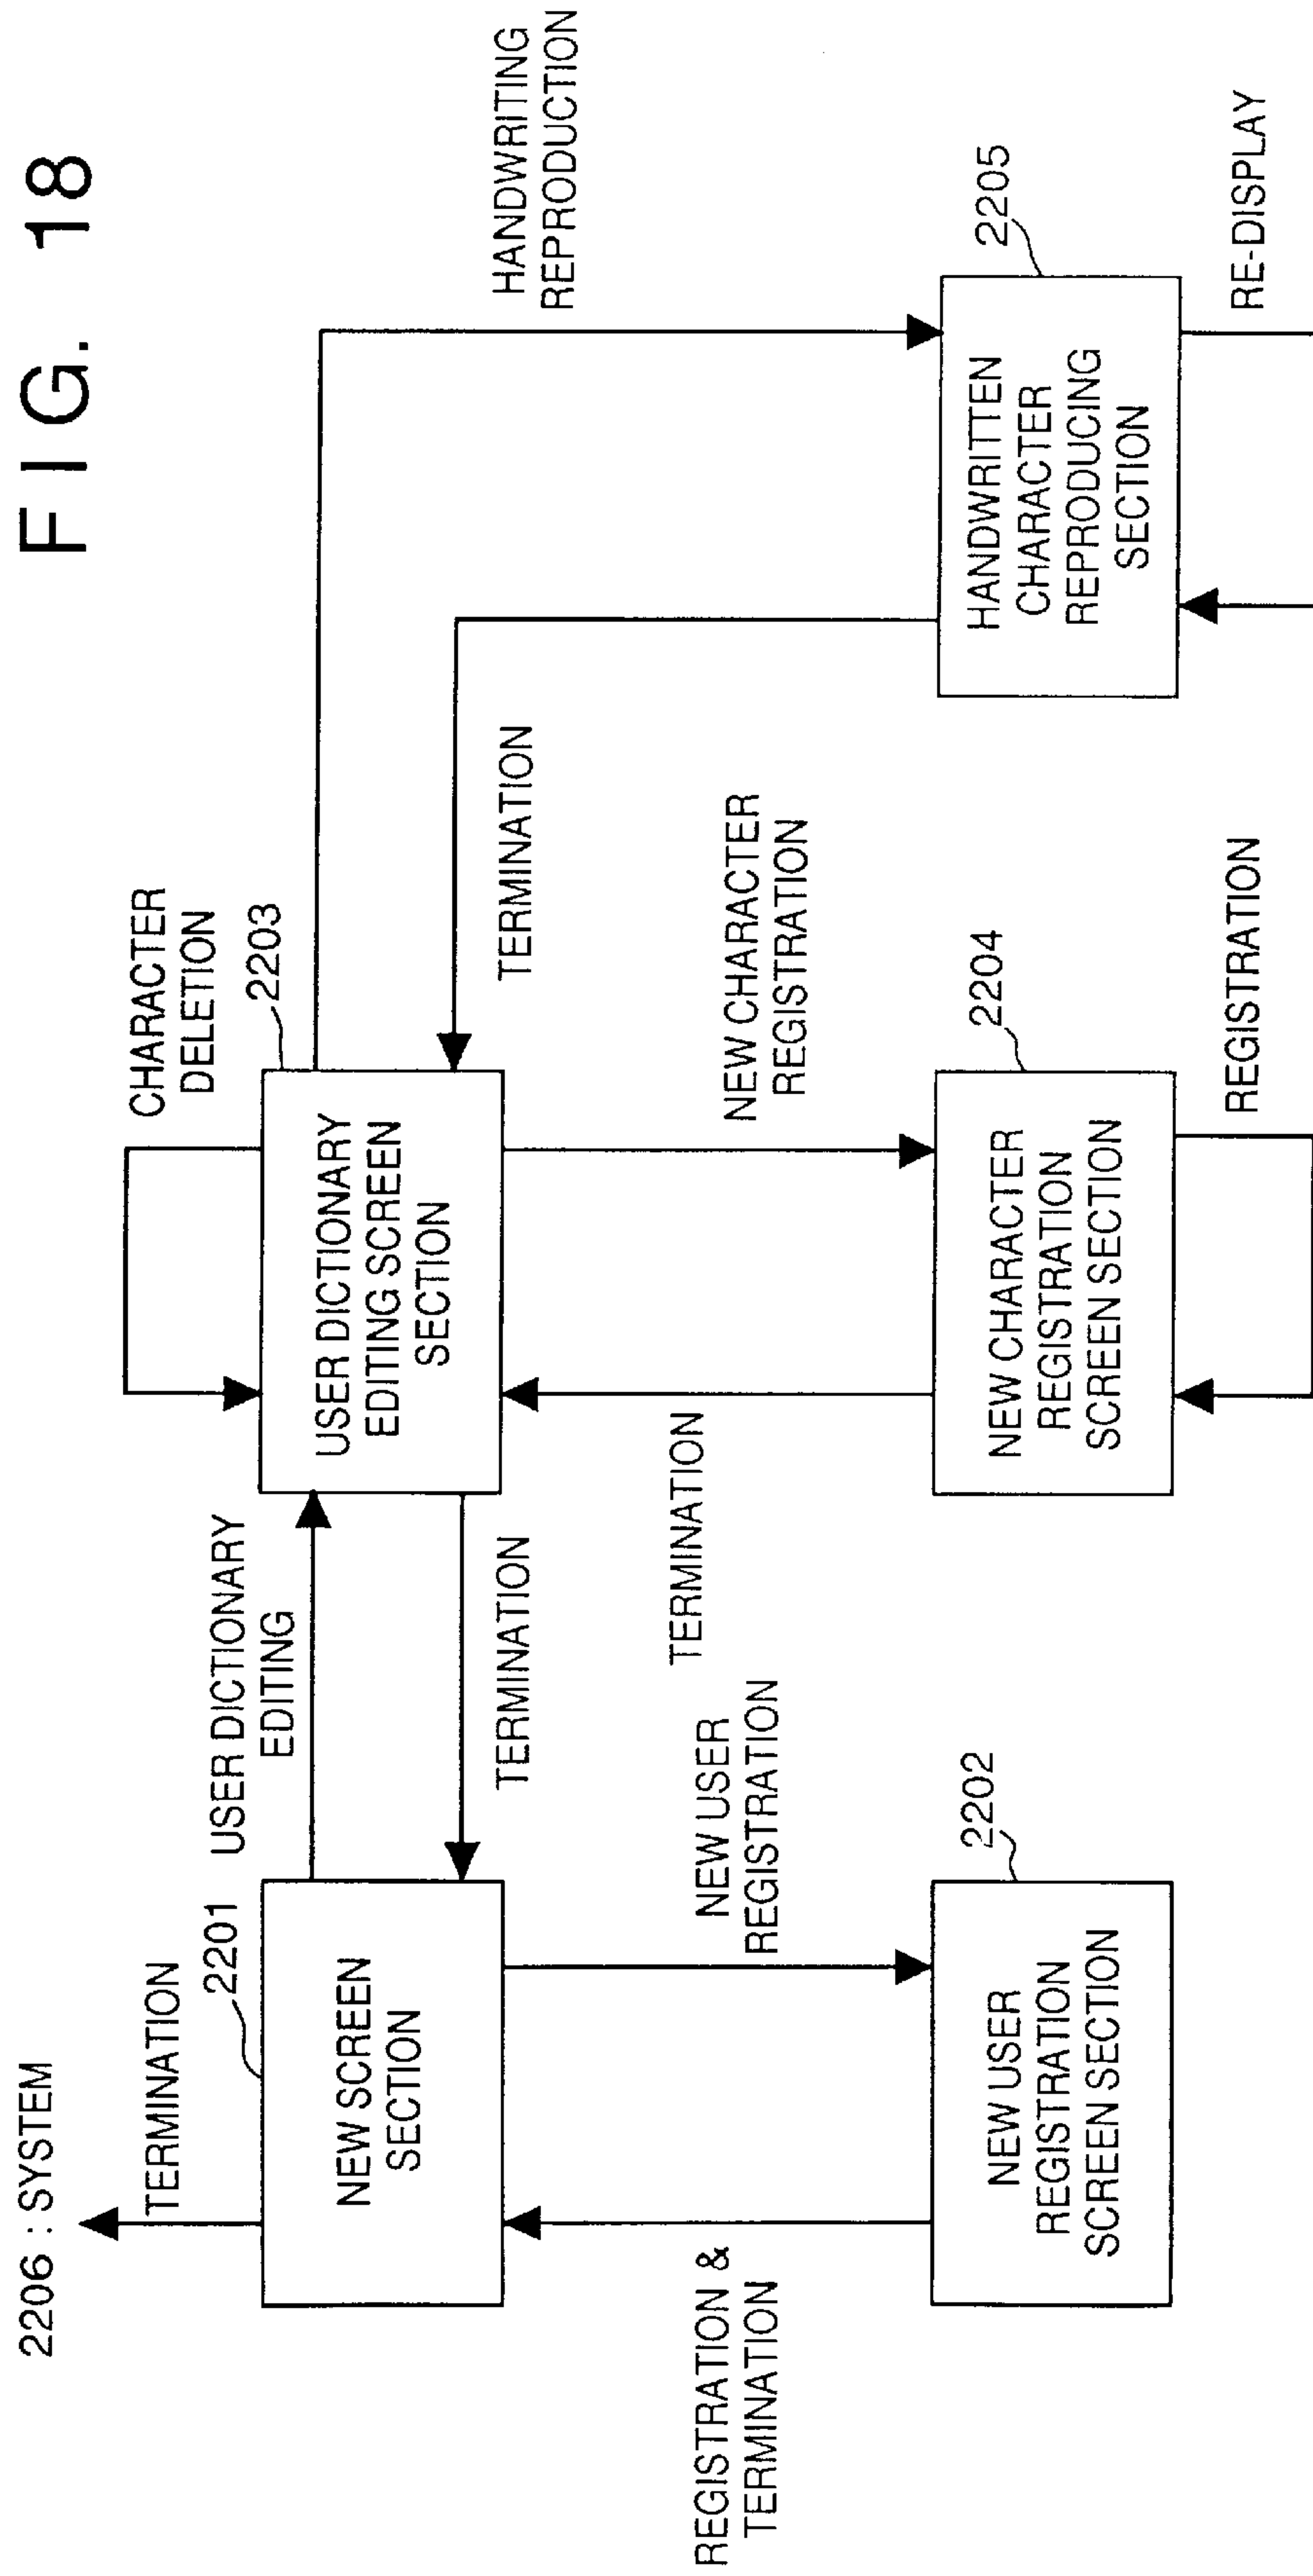 FIG. 18
2206 : SYSTEM
TERMINATION
2201
NEW SCREEN
SECTION
USER DICTIONARY
EDITING
TERMINATION
CHARACTER
DELETION
2203
USER DICTIONARY
EDITING SCREEN
SECTION
HANDWRITING
REPRODUCTION
TERMINATION
REGISTRATION &
TERMINATION
NEW USER
REGISTRATION
TERMINATION
NEW CHARACTER
REGISTRATION
2202
NEW USER
REGISTRATION
SCREEN SECTION
2204
NEW CHARACTER
REGISTRATION
SCREEN SECTION
REGISTRATION
2205
HANDWRITTEN
CHARACTER
REPRODUCING
SECTION
RE-DISPLAY